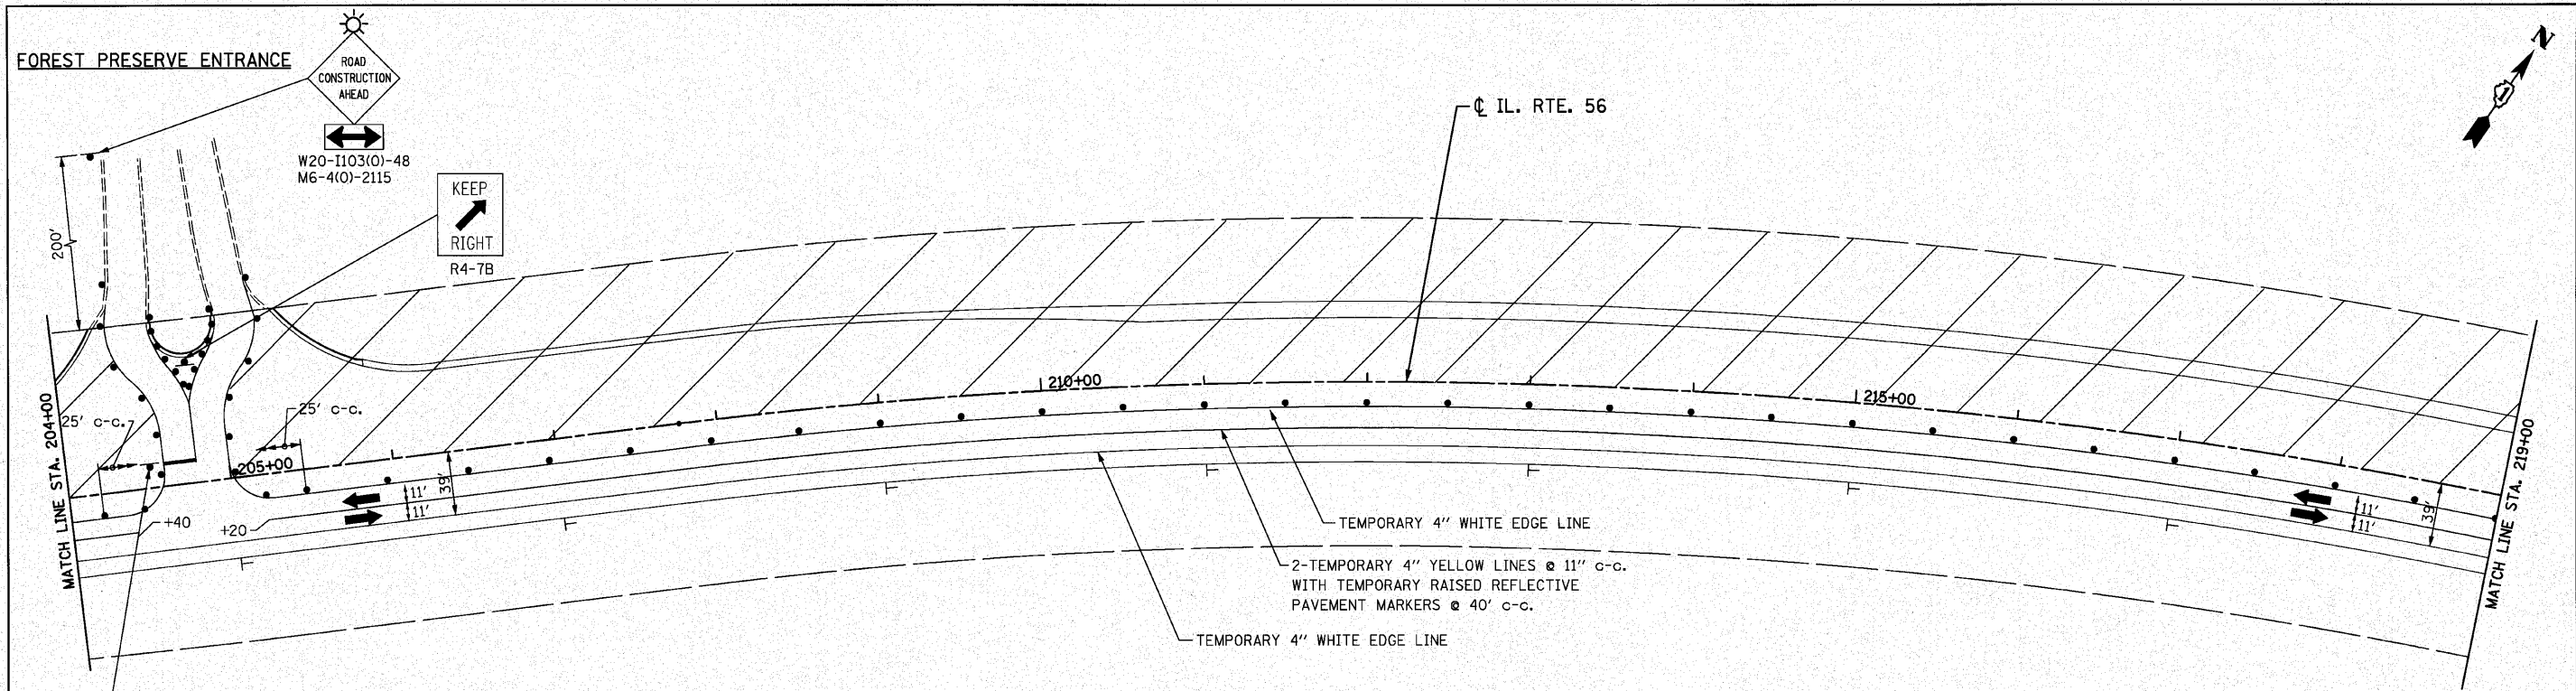 FOREST PRESERVE ENTRANCE
ROAD
CONSTRUCTION
AHEAD
W20-I103(O)-48
M6-4(O)-2115
KEEP
RIGHT
R4-7B
200'
℄ IL. RTE. 56
N
MATCH LINE STA. 204+00
25' c-c.
25' c-c.
205+00
210+00
215+00
+40
+20
11'
11'
39'
11'
11'
39'
MATCH LINE STA. 219+00
TEMPORARY 4" WHITE EDGE LINE
2-TEMPORARY 4" YELLOW LINES @ 11" c-c.
WITH TEMPORARY RAISED REFLECTIVE
PAVEMENT MARKERS @ 40' c-c.
TEMPORARY 4" WHITE EDGE LINE